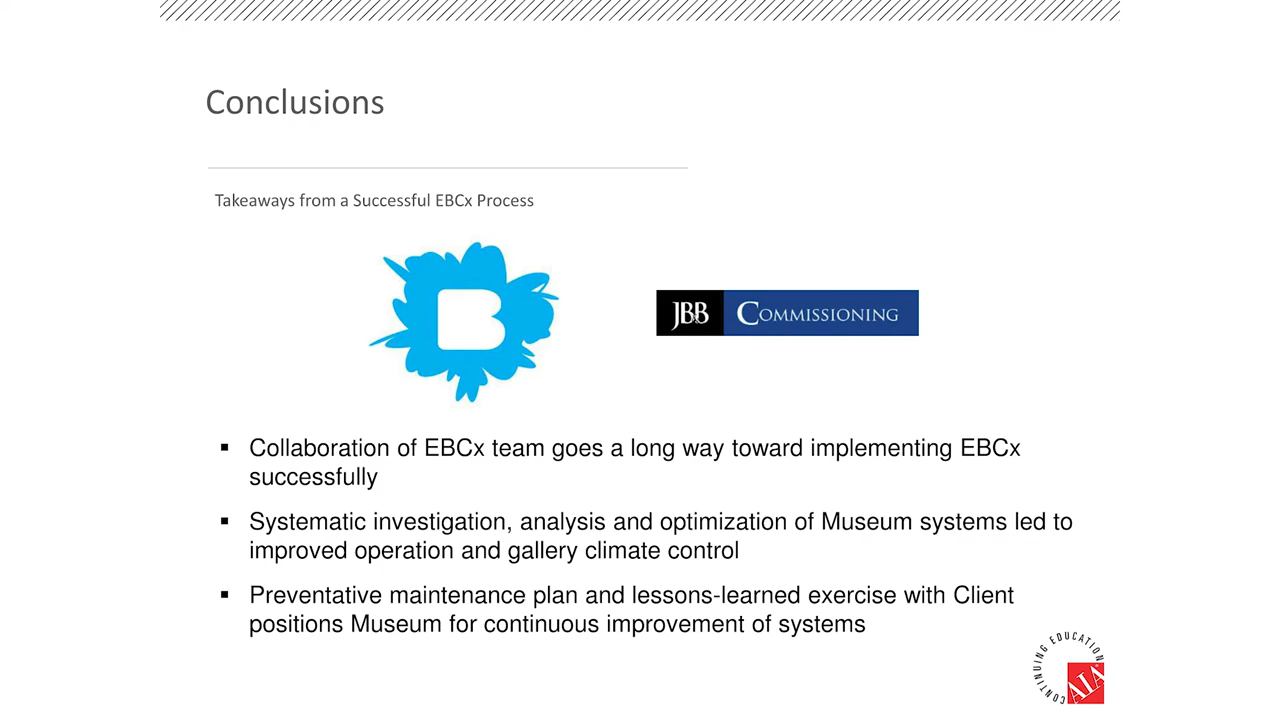 Conclusions
Takeaways from a Successful EBCx Process
B
JBB COMMISSIONING
▪ Collaboration of EBCx team goes a long way toward implementing EBCx
successfully
▪ Systematic investigation, analysis and optimization of Museum systems led to
improved operation and gallery climate control
▪ Preventative maintenance plan and lessons-learned exercise with Client
positions Museum for continuous improvement of systems
CONTINUING EDUCATION
AIA